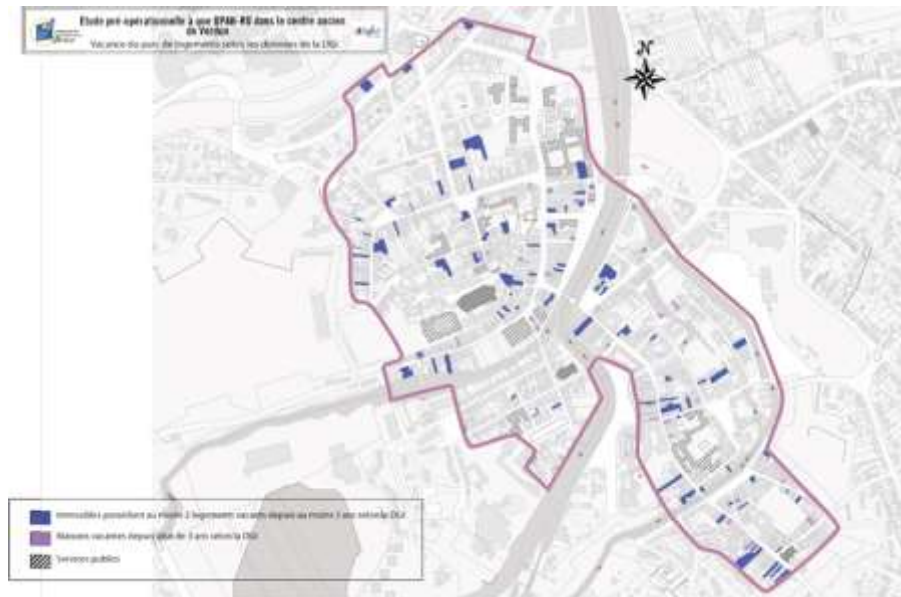 Etude pré-opérationnelle à une OPAH-RU dans le centre ancien
de Verdun
Vacance du parc de logements selon les données de la DGI
N
Immeubles possédant au moins 2 logements vacants depuis au moins 3 ans selon la DGI
Maisons vacantes depuis plus de 3 ans selon la DGI
Services publics